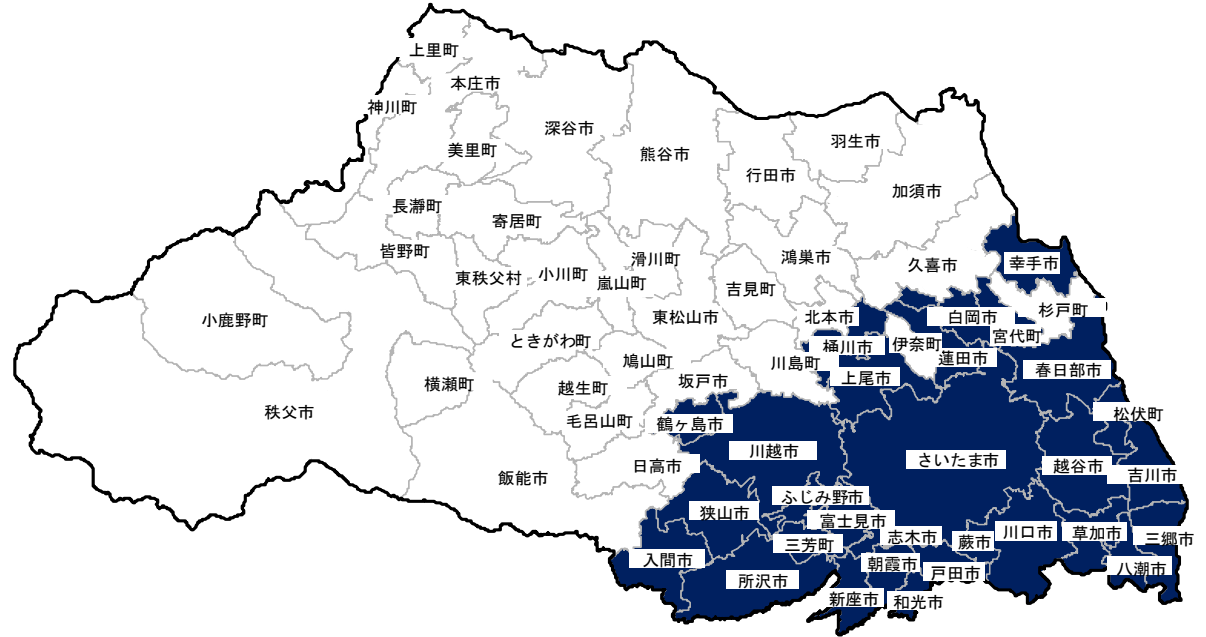 上里町
本庄市
神川町
深谷市
羽生市
美里町
熊谷市
行田市
加須市
長瀞町
寄居町
皆野町
鴻巣市
滑川町
久喜市
幸手市
東秩父村
小川町
嵐山町
吉見町
杉戸町
小鹿野町
東松山市
北本市
白岡市
宮代町
ときがわ町
桶川市
伊奈町
蓮田市
鳩山町
川島町
春日部市
横瀬町
越生町
坂戸市
上尾市
秩父市
松伏町
毛呂山町
鶴ヶ島市
川越市
さいたま市
日高市
越谷市
飯能市
吉川市
ふじみ野市
狭山市
富士見市
志木市
蕨市
川口市
草加市
三郷市
三芳町
入間市
朝霞市
戸田市
八潮市
所沢市
新座市
和光市